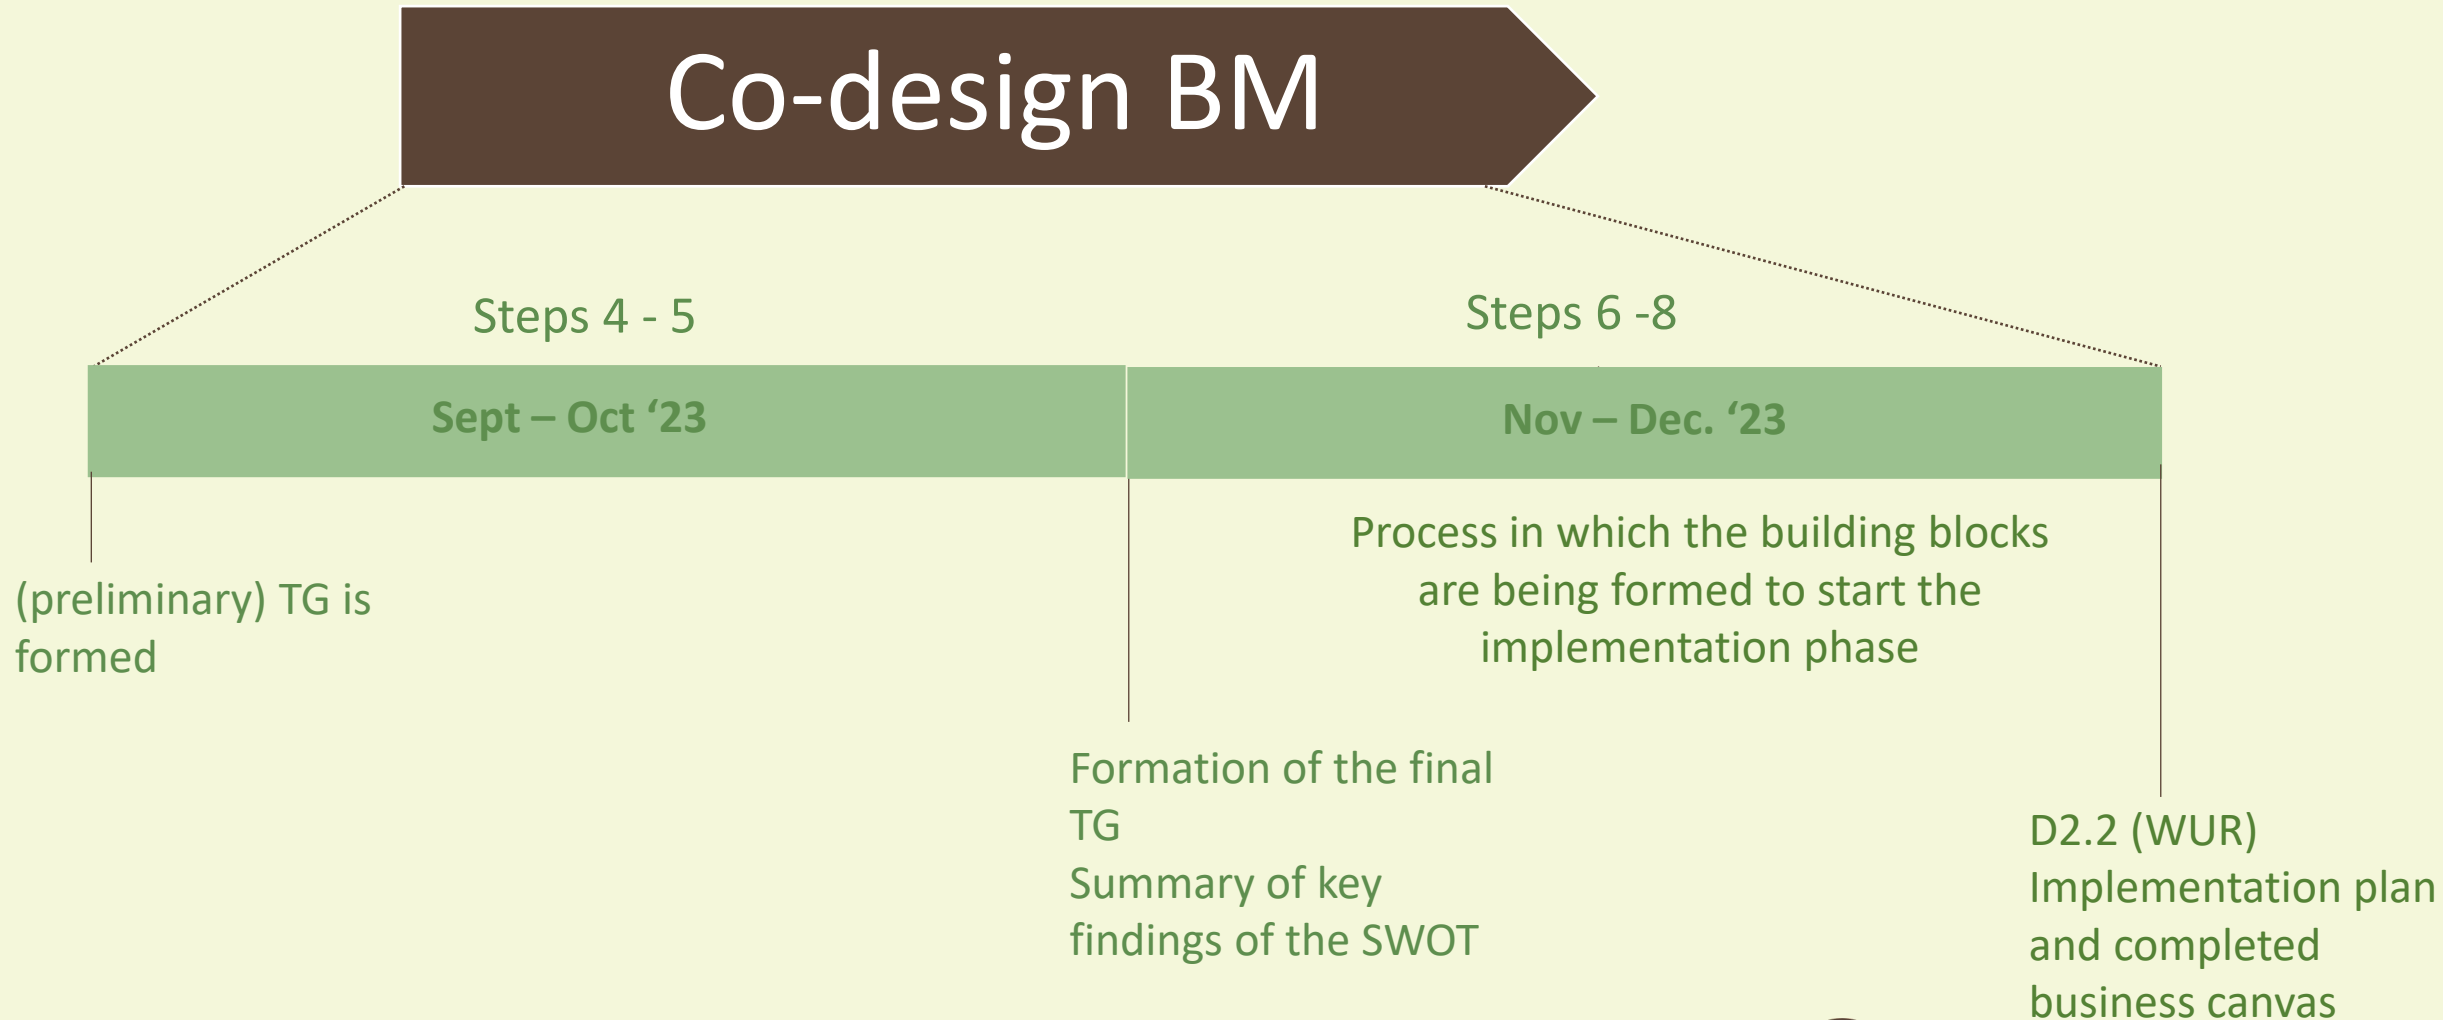 Co-design BM
Steps 4 - 5
Steps 6 -8
Sept – Oct ‘23
Nov – Dec. ‘23
(preliminary) TG is
formed
Process in which the building blocks
are being formed to start the
implementation phase
Formation of the final
TG
Summary of key
findings of the SWOT
D2.2 (WUR)
Implementation plan
and completed
business canvas